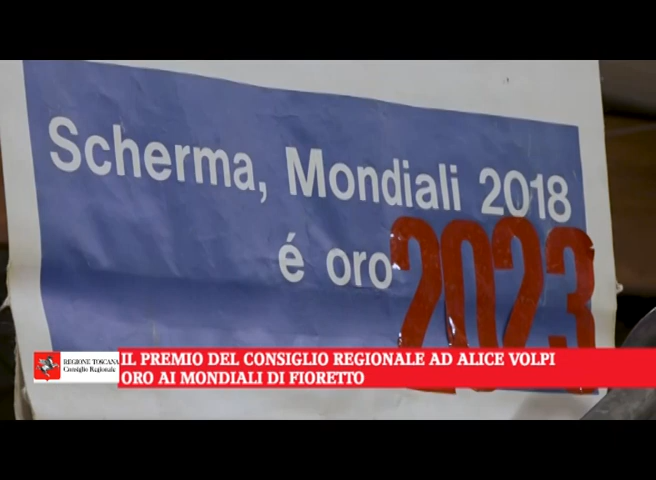 Scherma, Mondiali 2018
é oro 2023
REGIONE TOSCANA
Consiglio Regionale
IL PREMIO DEL CONSIGLIO REGIONALE AD ALICE VOLPI
ORO AI MONDIALI DI FIORETTO